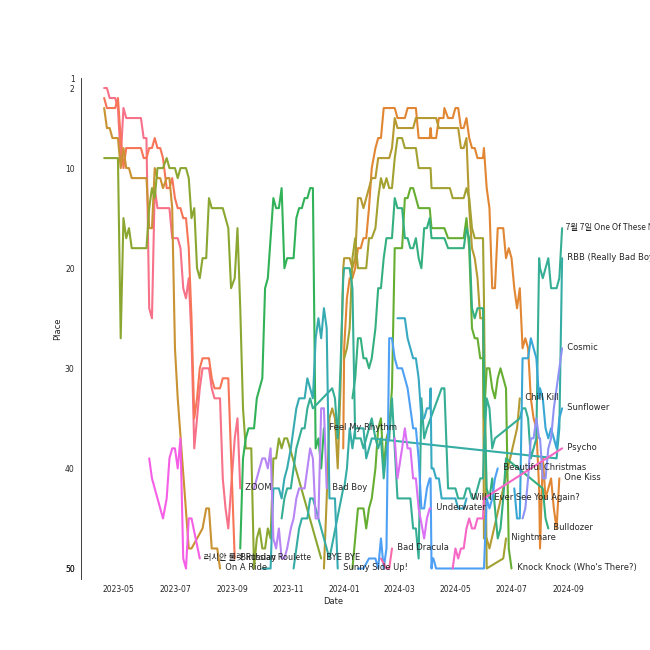 1
2
10
20
30
40
50
Place
7월 7일 One Of These N
RBB (Really Bad Boy
Cosmic
Chill Kill
Sunflower
Feel My Rhythm
Psycho
Beautiful Christmas
One Kiss
ZOOM
Bad Boy
Will I Ever See You Again?
Underwater
Bulldozer
Nightmare
Bad Dracula
Birthday
Russian Roulette
BYE BYE
On A Ride
Sunny Side Up!
Knock Knock (Who's There?)
2023-05
2023-07
2023-09
2023-11
2024-01
2024-03
2024-05
2024-07
2024-09
Date